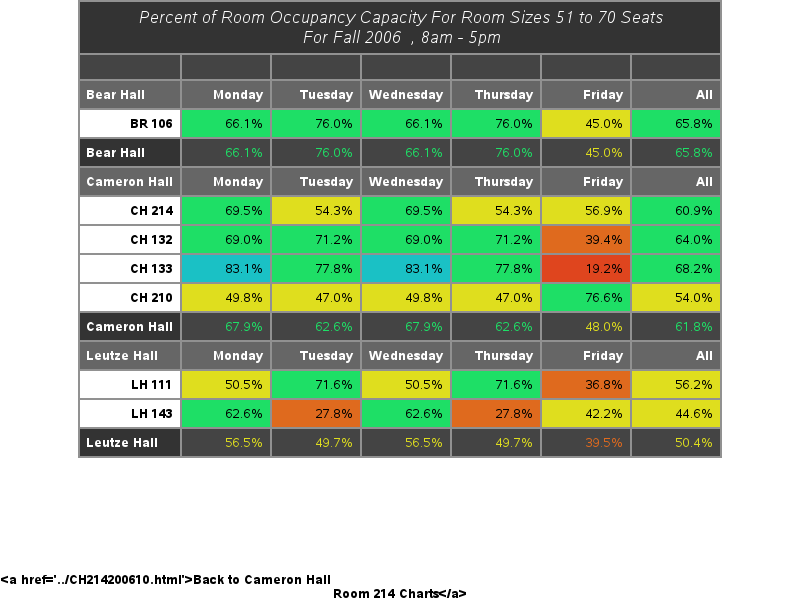 Percent of Room Occupancy Capacity For Room Sizes 51 to 70 Seats
For Fall 2006 , 8am - 5pm
Bear Hall Monday Tuesday Wednesday Thursday Friday All
BR 106 66.1% 76.0% 66.1% 76.0% 45.0% 65.8%
Bear Hall 66.1% 76.0% 66.1% 76.0% 45.0% 65.8%
Cameron Hall Monday Tuesday Wednesday Thursday Friday All
CH 214 69.5% 54.3% 69.5% 54.3% 56.9% 60.9%
CH 132 69.0% 71.2% 69.0% 71.2% 39.4% 64.0%
CH 133 83.1% 77.8% 83.1% 77.8% 19.2% 68.2%
CH 210 49.8% 47.0% 49.8% 47.0% 76.6% 54.0%
Cameron Hall 67.9% 62.6% 67.9% 62.6% 48.0% 61.8%
Leutze Hall Monday Tuesday Wednesday Thursday Friday All
LH 111 50.5% 71.6% 50.5% 71.6% 36.8% 56.2%
LH 143 62.6% 27.8% 62.6% 27.8% 42.2% 44.6%
Leutze Hall 56.5% 49.7% 56.5% 49.7% 39.5% 50.4%
&lt;a href='../CH214200610.html'&gt;Back to Cameron Hall
Room 214 Charts&lt;/a&gt;